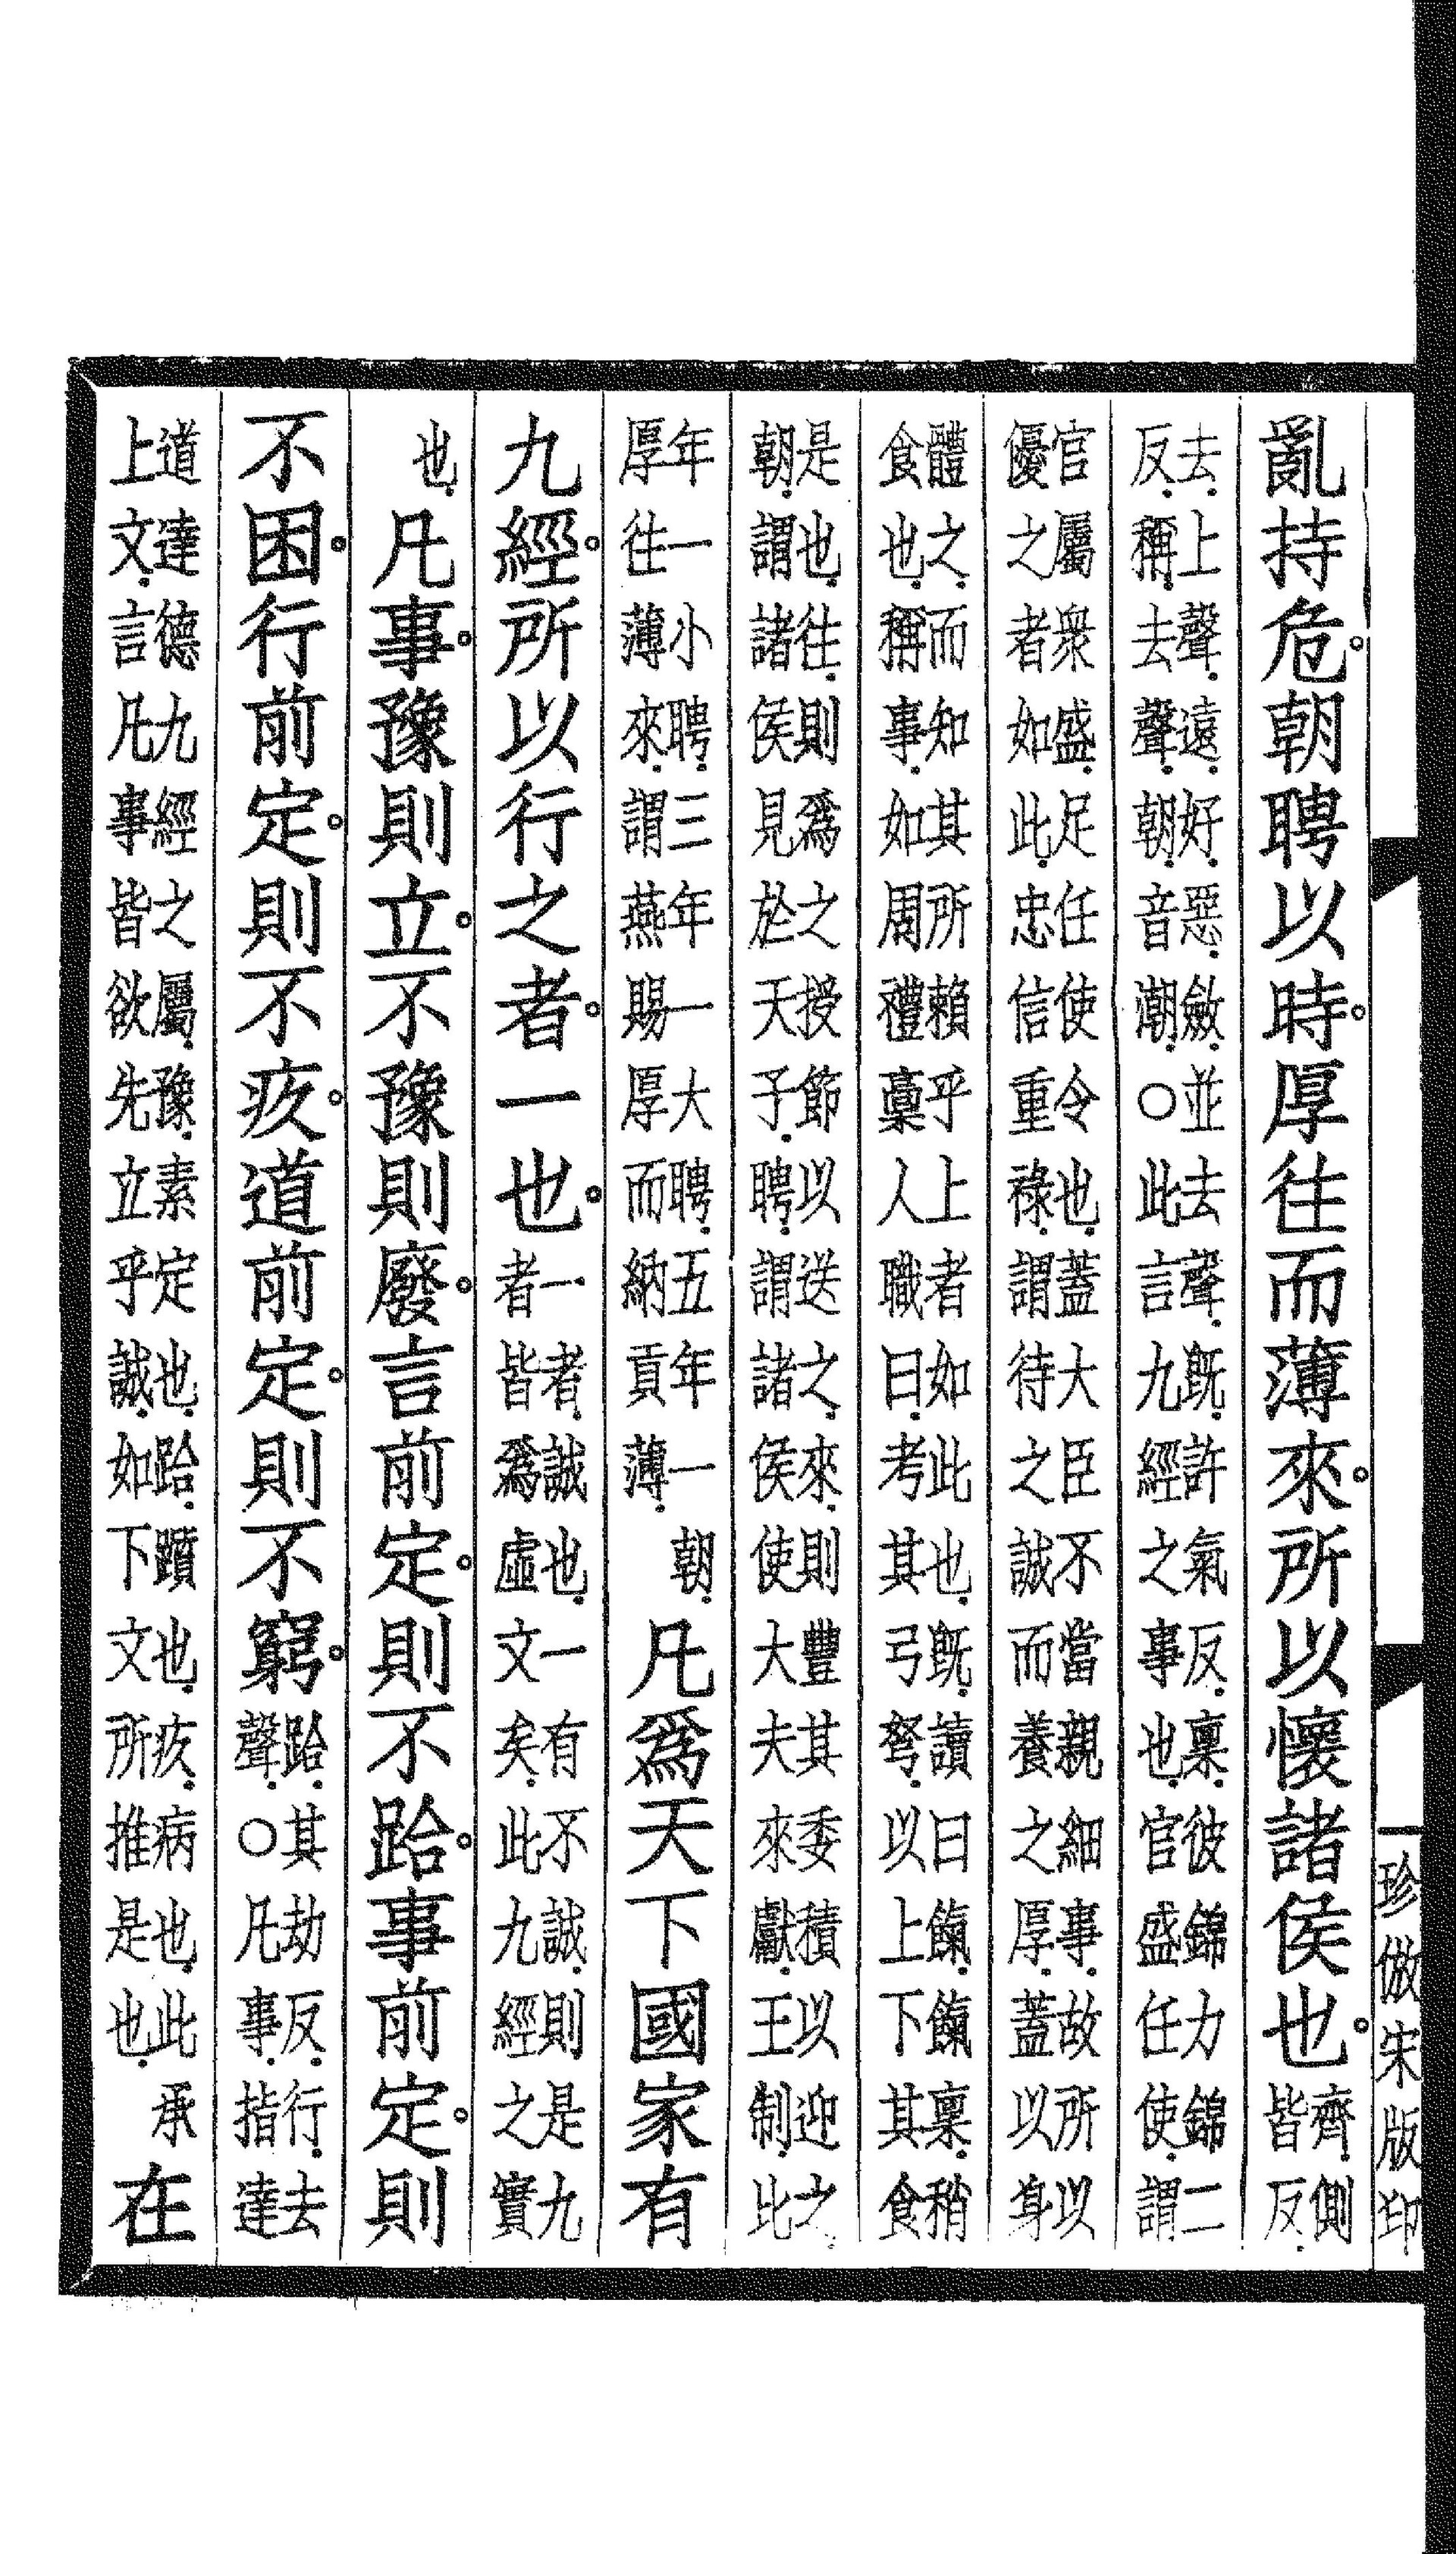 亂持危。朝聘以時。厚往而薄來。所以懷諸侯也。齊、側皆反、
去、上聲、遠、好、惡、斂、並去聲、既、許氣反、稟、彼錦力錦二
反、稱、去聲、朝、音潮、○此言九經之事也、官盛任使、謂
官屬衆盛、足任使令也、蓋大臣不當親細事、故所以
優之者如此、忠信重祿、謂待之誠而養之厚、蓋以身
體之、而知其所賴乎上者如此也、既、讀曰餼、餼稟、稍
食也、稱事、如周禮稾人職曰、考其弓弩、以上下其食
是也、往、則爲之授節以送之、來、則豐其委積以迎之
朝、謂諸侯見於天子、聘、謂諸侯使大夫來獻、王制、比
年一小聘、三年一大聘、五年一朝、
厚往薄來、謂燕賜厚而納貢薄、
凡爲天下國家有
九經。所以行之者。一也。
一者、誠也、一有不誠、則是九
者皆爲虛文矣、此九經之實
也、凡事。豫則立。不豫則廢。言前定。則不跲。事前定。則
不困。行前定。則不疚。道前定。則不窮。
跲、其劫反、行、去
聲、○凡事、指達
道達德九經之屬、豫、素定也、跲、躓也、疚、病也、此承
上文、言凡事皆欲先立乎誠、如下文所推是也、
在
珍倣宋版印